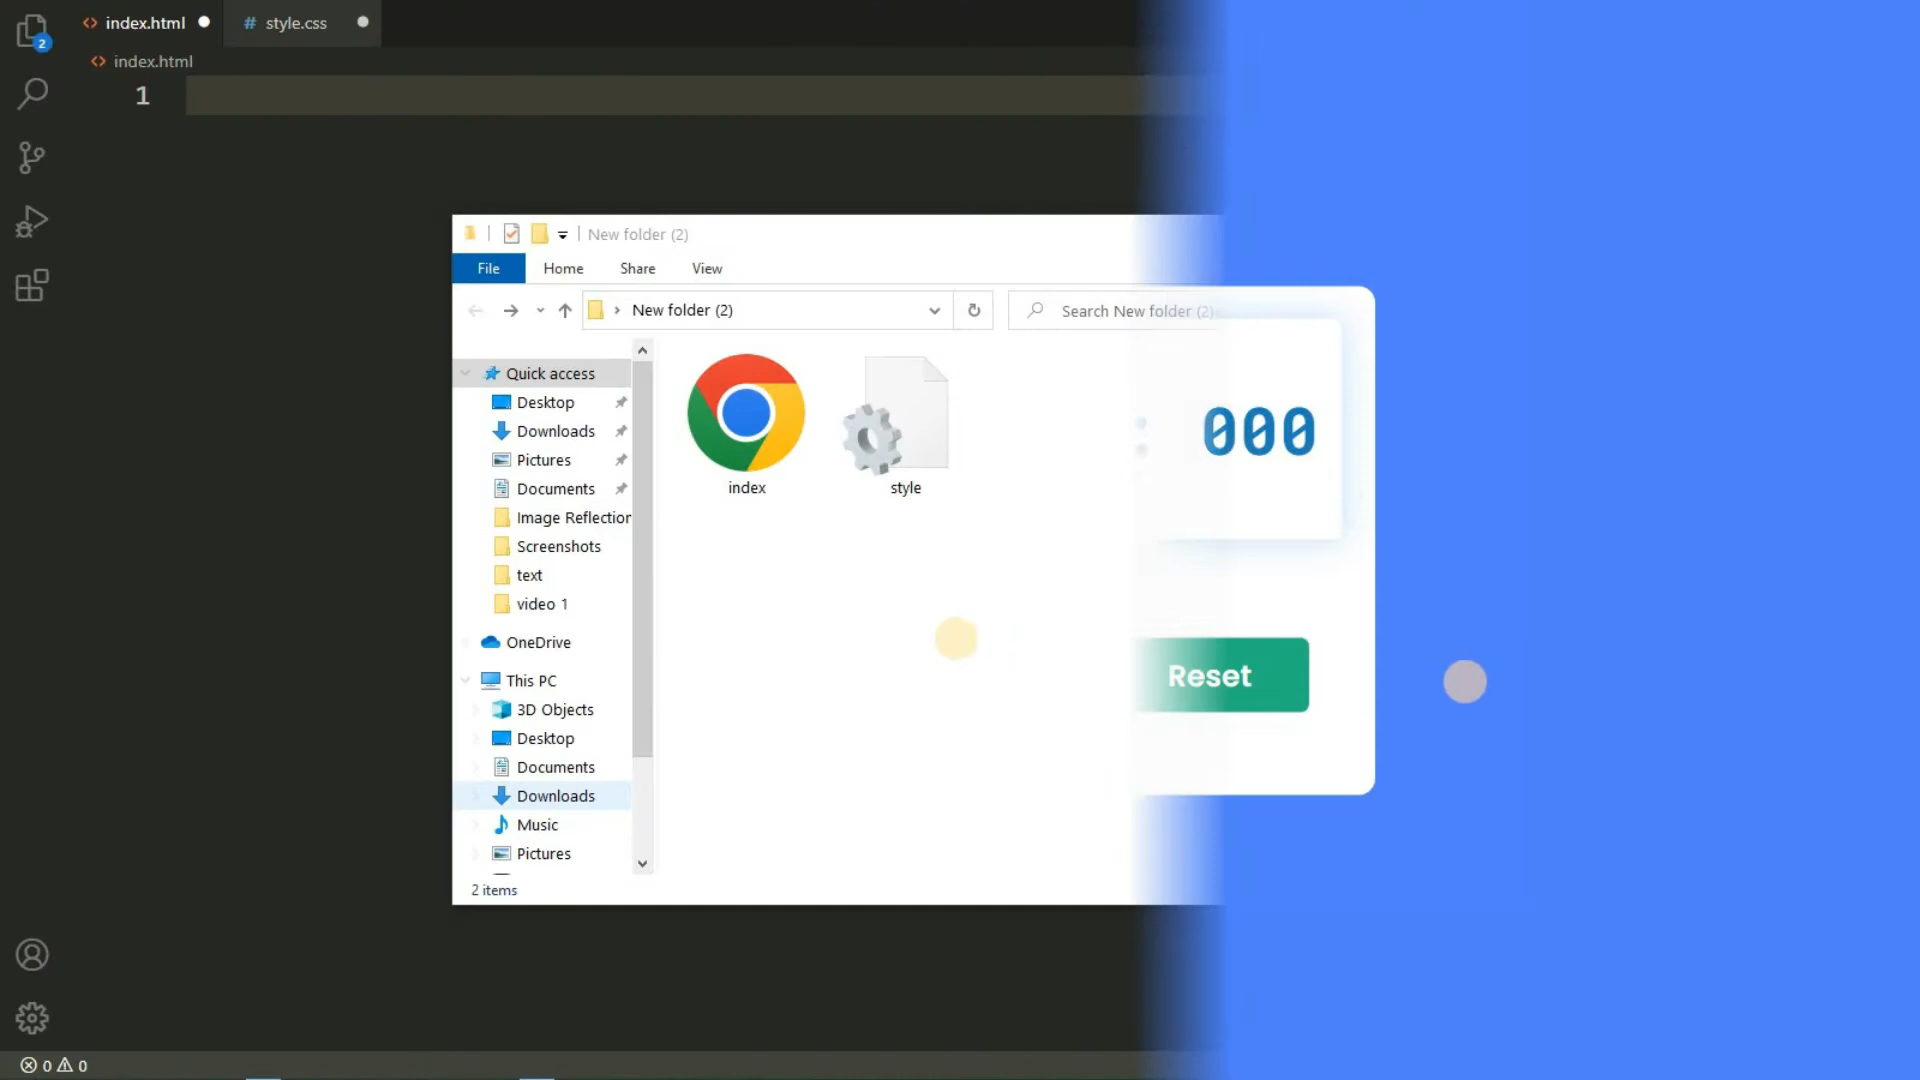 index.html
# style.css
2
index.html
1
New folder (2)
File Home Share View
New folder (2)
Search New folder (2)
Quick access
Desktop
Downloads
Pictures
Documents
Image Reflection
Screenshots
text
video 1
OneDrive
This PC
3D Objects
Desktop
Documents
Downloads
Music
Pictures
2 items
index
style
: 000
Reset
0 0